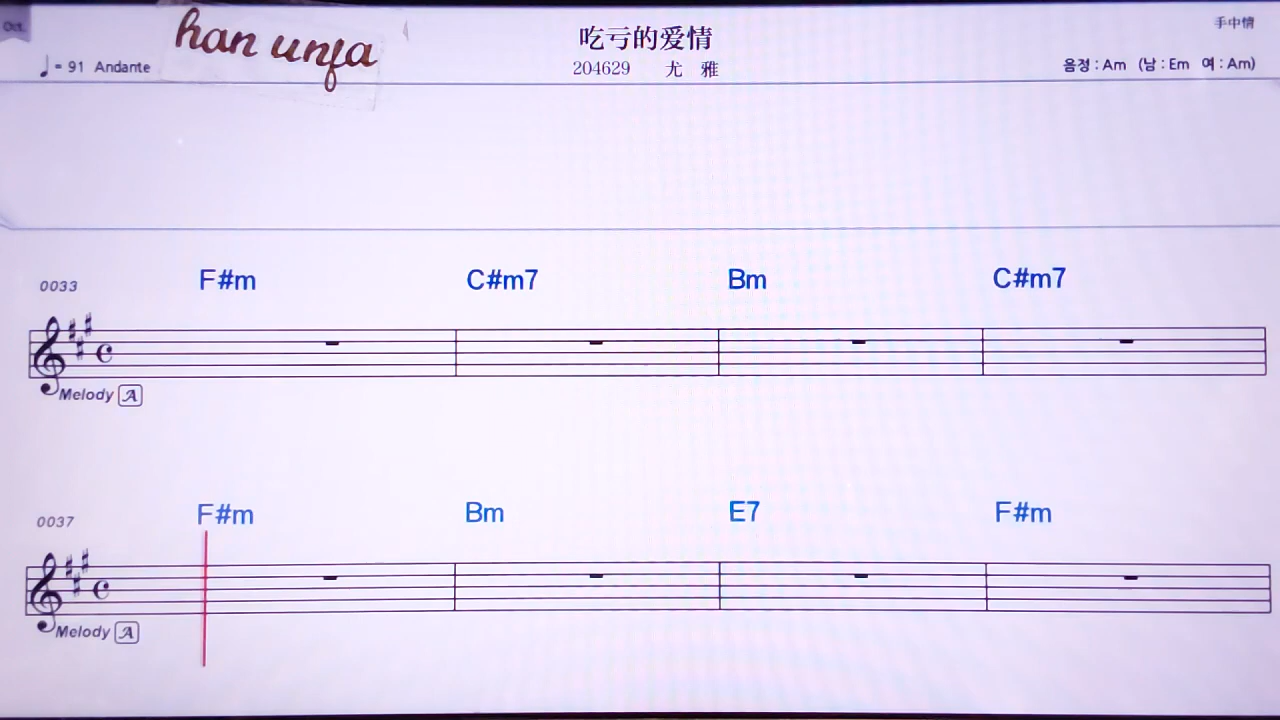 Oct.
han unfa
吃亏的爱情
手中情
♩= 91 Andante
204629 尤 雅
음정 : Am (남 : Em 여 : Am)
0033 F#m C#m7 Bm C#m7
Melody A
0037 F#m Bm E7 F#m
Melody A